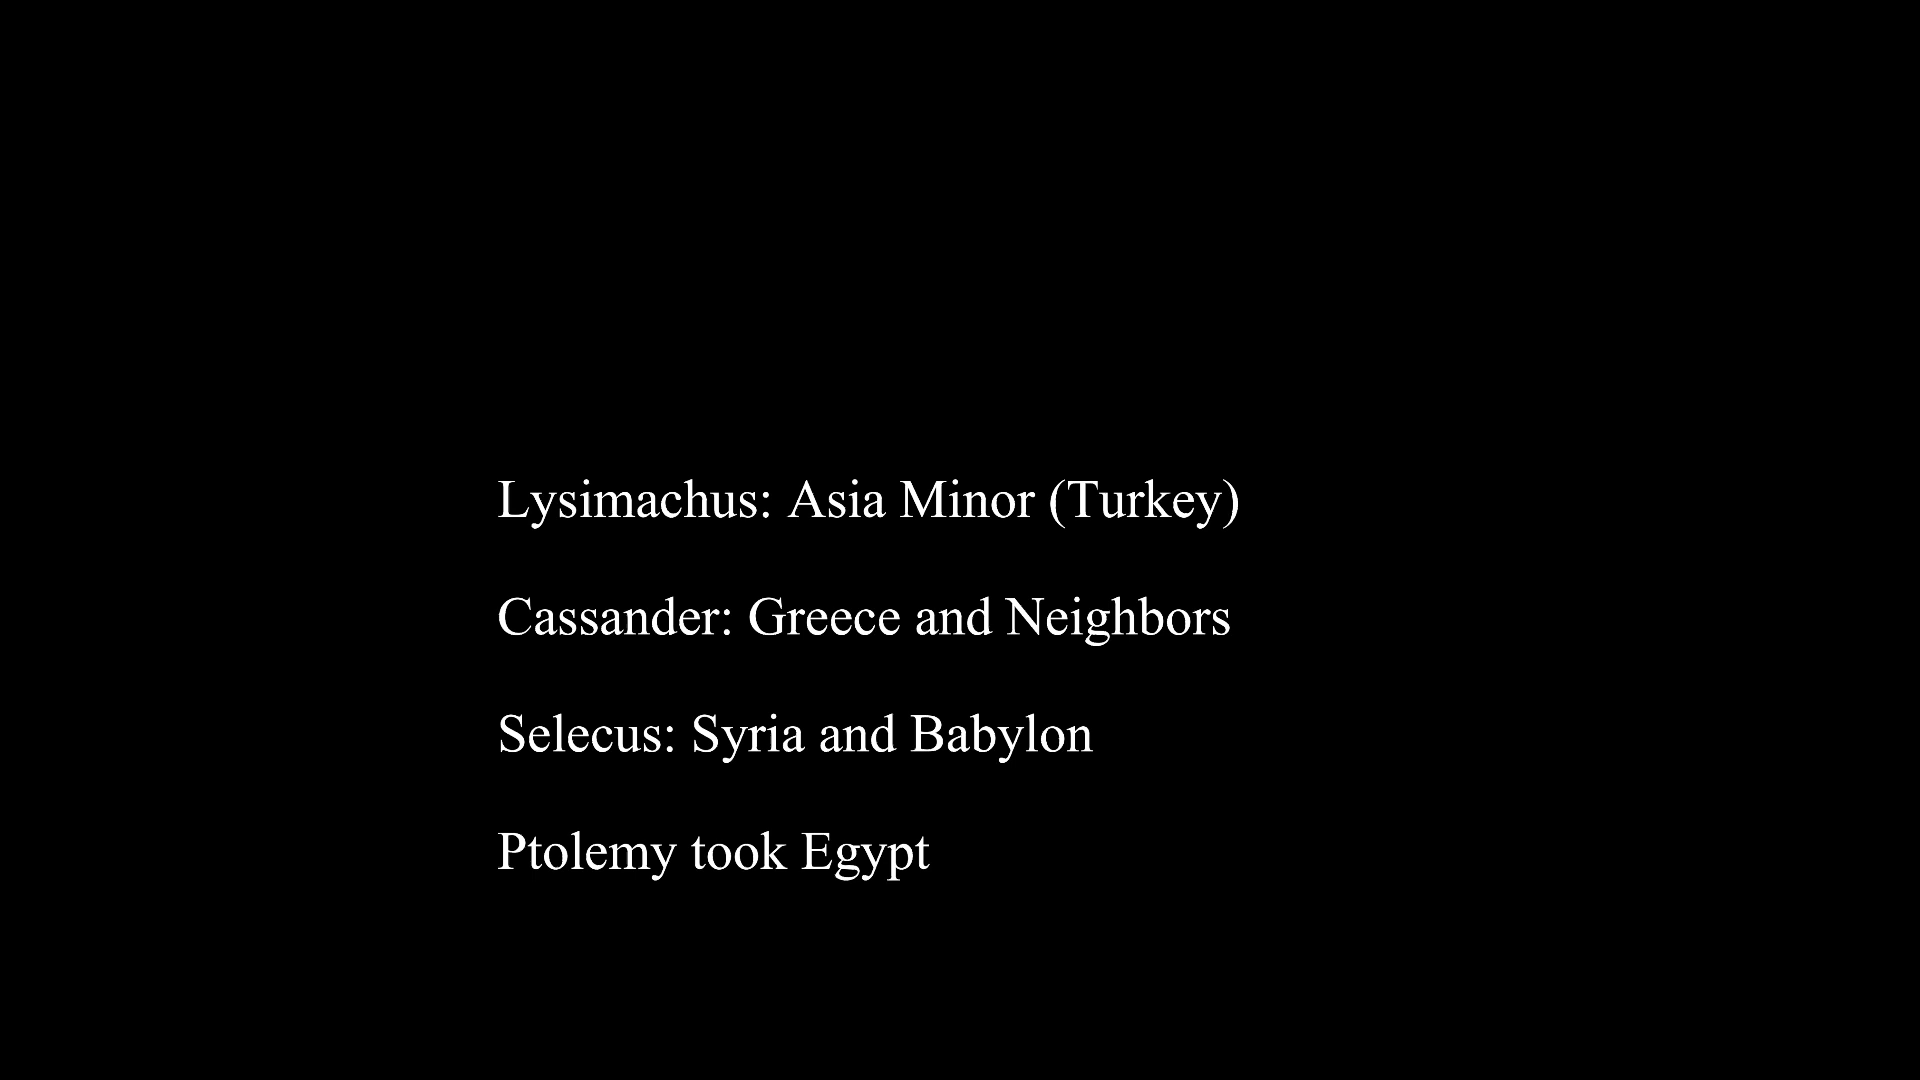 Lysimachus: Asia Minor (Turkey)
Cassander: Greece and Neighbors
Selecus: Syria and Babylon
Ptolemy took Egypt